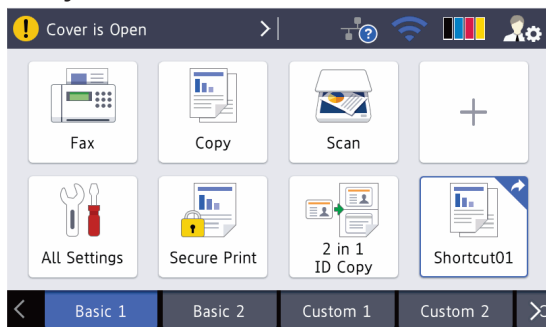 Cover is Open
Fax
Copy
Scan
All Settings
Secure Print
2 in 1
ID Copy
Shortcut01
Basic 1
Basic 2
Custom 1
Custom 2